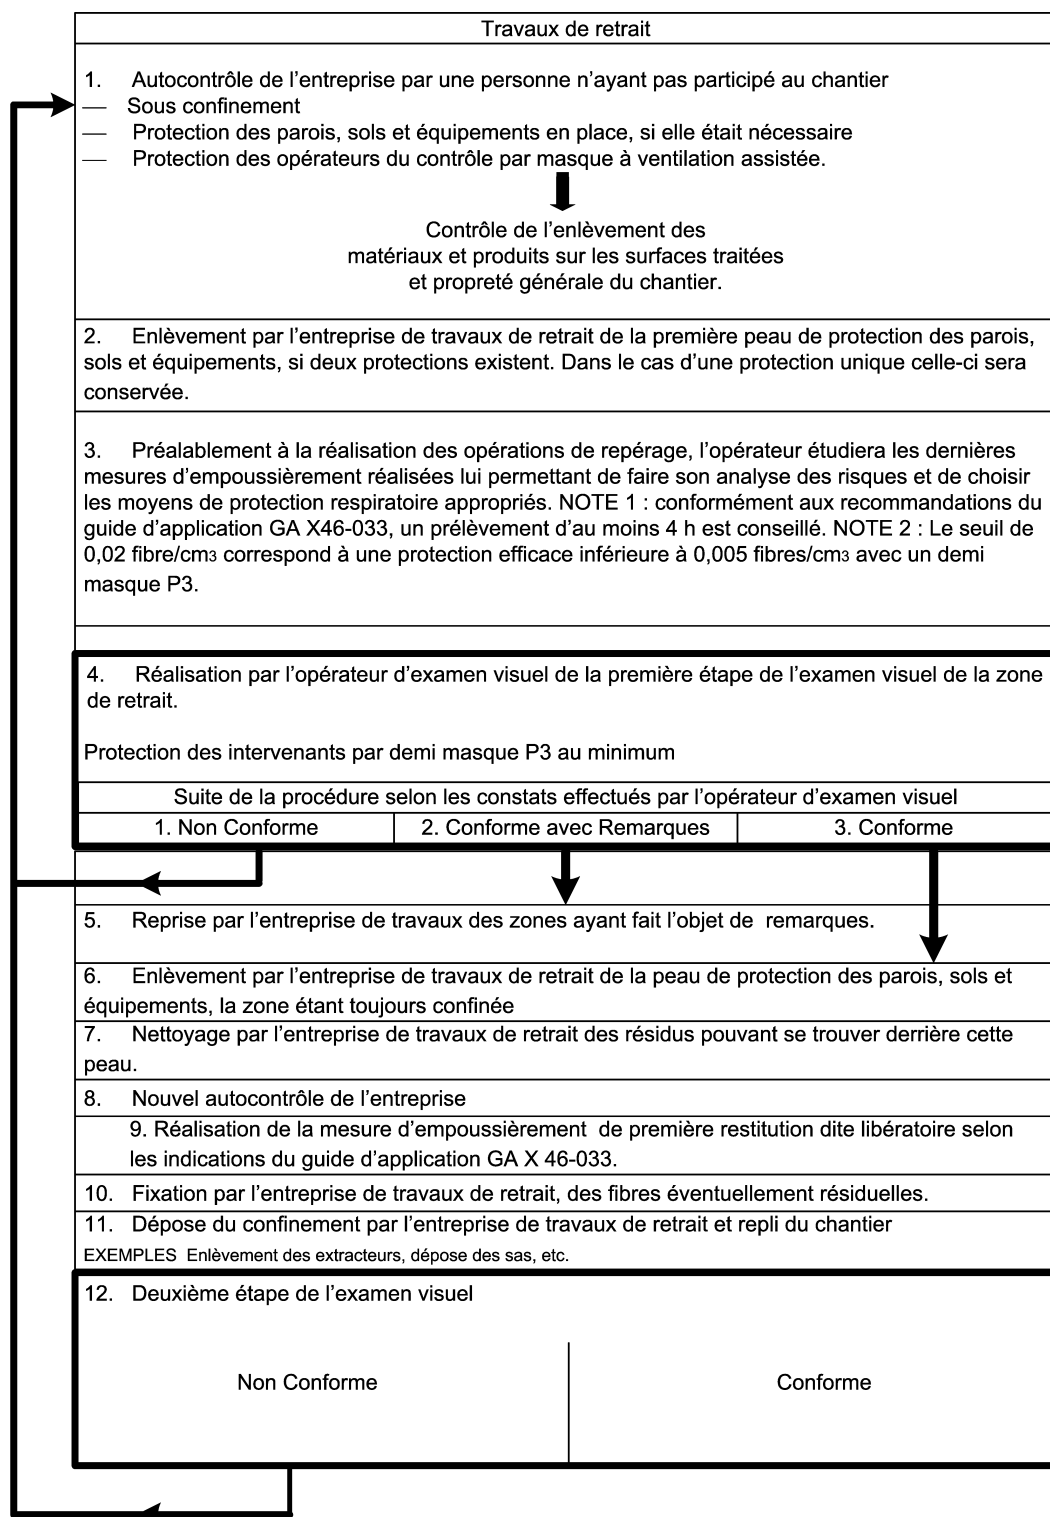 Travaux de retrait
1. Autocontrôle de l’entreprise par une personne n’ayant pas participé au chantier
— Sous confinement
— Protection des parois, sols et équipements en place, si elle était nécessaire
— Protection des opérateurs du contrôle par masque à ventilation assistée.
Contrôle de l’enlèvement des
matériaux et produits sur les surfaces traitées
et propreté générale du chantier.
2. Enlèvement par l’entreprise de travaux de retrait de la première peau de protection des parois,
sols et équipements, si deux protections existent. Dans le cas d’une protection unique celle-ci sera
conservée.
3. Préalablement à la réalisation des opérations de repérage, l’opérateur étudiera les dernières
mesures d’empoussièrement réalisées lui permettant de faire son analyse des risques et de choisir
les moyens de protection respiratoire appropriés. NOTE 1 : conformément aux recommandations du
guide d’application GA X46-033, un prélèvement d’au moins 4 h est conseillé. NOTE 2 : Le seuil de
0,02 fibre/cm3 correspond à une protection efficace inférieure à 0,005 fibres/cm3 avec un demi
masque P3.
4. Réalisation par l’opérateur d’examen visuel de la première étape de l’examen visuel de la zone
de retrait.
Protection des intervenants par demi masque P3 au minimum
Suite de la procédure selon les constats effectués par l’opérateur d’examen visuel
1. Non Conforme 2. Conforme avec Remarques 3. Conforme
5. Reprise par l’entreprise de travaux des zones ayant fait l’objet de remarques.
6. Enlèvement par l’entreprise de travaux de retrait de la peau de protection des parois, sols et
équipements, la zone étant toujours confinée
7. Nettoyage par l’entreprise de travaux de retrait des résidus pouvant se trouver derrière cette
peau.
8. Nouvel autocontrôle de l’entreprise
9. Réalisation de la mesure d’empoussièrement de première restitution dite libératoire selon
les indications du guide d’application GA X 46-033.
10. Fixation par l’entreprise de travaux de retrait, des fibres éventuellement résiduelles.
11. Dépose du confinement par l’entreprise de travaux de retrait et repli du chantier
EXEMPLES Enlèvement des extracteurs, dépose des sas, etc.
12. Deuxième étape de l’examen visuel
Non Conforme Conforme